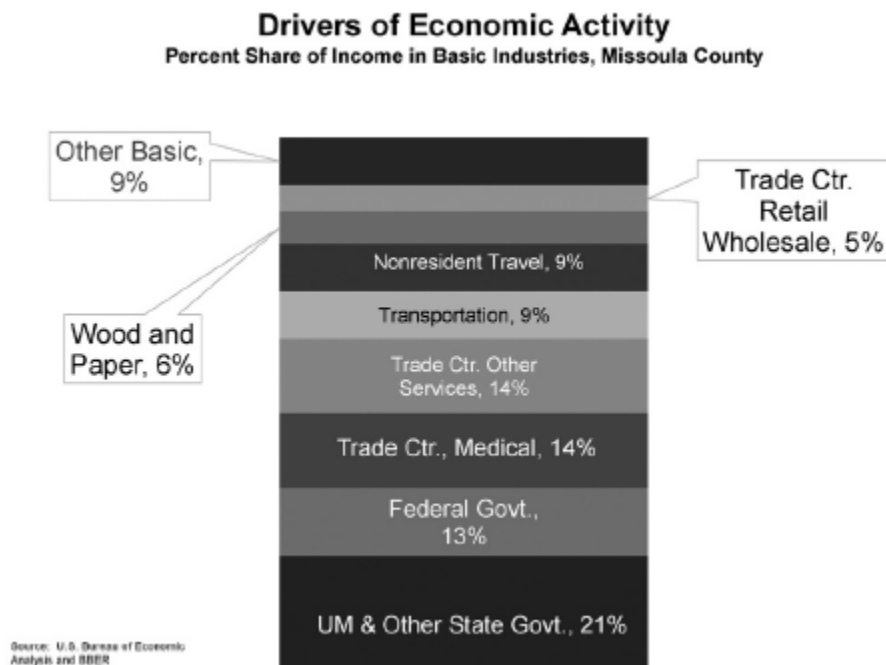 Drivers of Economic Activity
Percent Share of Income in Basic Industries, Missoula County
Other Basic,
9%
Trade Ctr.
Retail
Wholesale, 5%
Nonresident Travel, 9%
Transportation, 9%
Wood and
Paper, 6%
Trade Ctr. Other
Services, 14%
Trade Ctr., Medical, 14%
Federal Govt.,
13%
UM & Other State Govt., 21%
Source: U.S. Bureau of Economic
Analysis and BBER